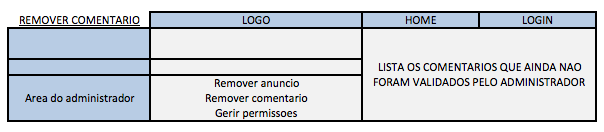 REMOVER COMENTARIO LOGO HOME LOGIN
LISTA OS COMENTARIOS QUE AINDA NAO
FORAM VALIDADOS PELO ADMINISTRADOR
Area do administrador
Remover anuncio
Remover comentario
Gerir permissoes